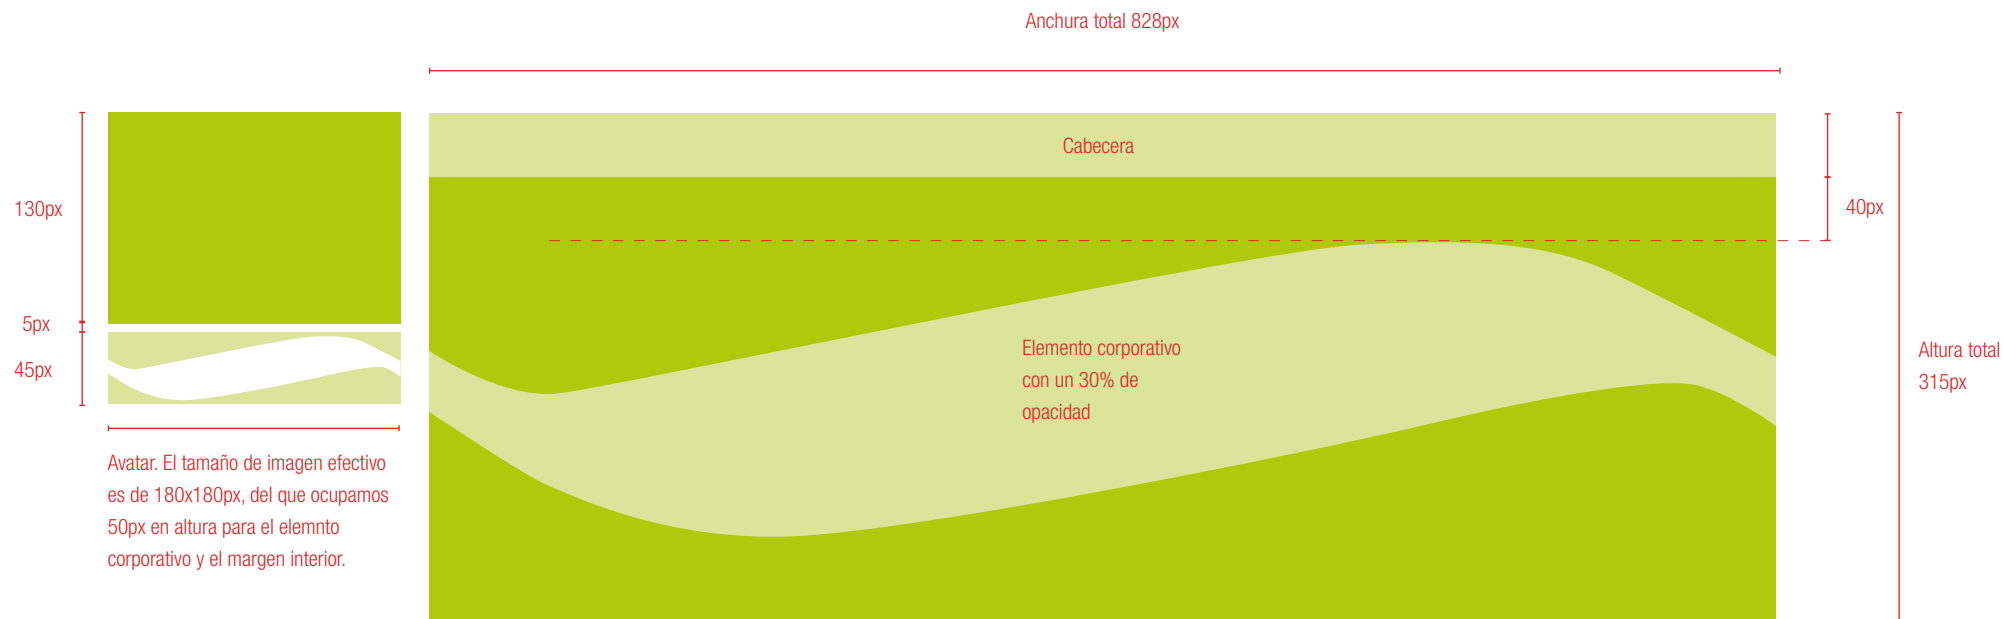 Anchura total 828px
Cabecera
130px
40px
5px
45px
Elemento corporativo
con un 30% de
opacidad
Altura total
315px
Avatar. El tamaño de imagen efectivo
es de 180x180px, del que ocupamos
50px en altura para el elemnto
corporativo y el margen interior.